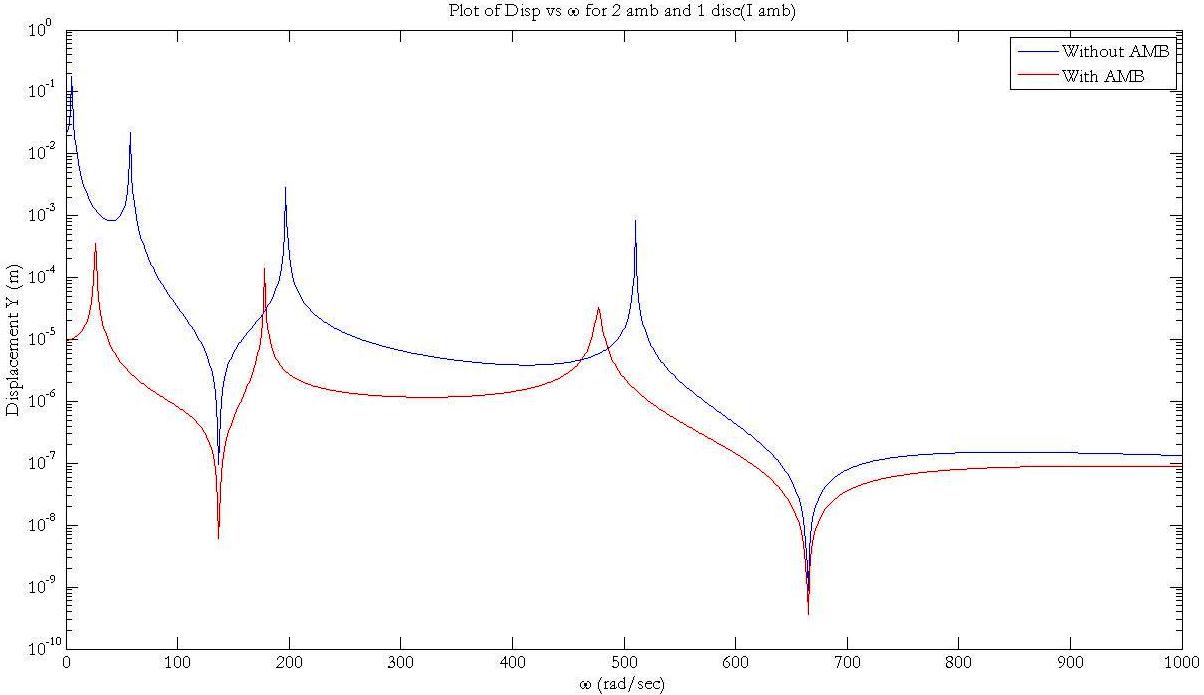 Plot of Disp vs ω for 2 amb and 1 disc(I amb)
Without AMB
With AMB
Displacement Y (m)
10^0
10^-1
10^-2
10^-3
10^-4
10^-5
10^-6
10^-7
10^-8
10^-9
10^-10
0 100 200 300 400 500 600 700 800 900 1000
ω (rad/sec)